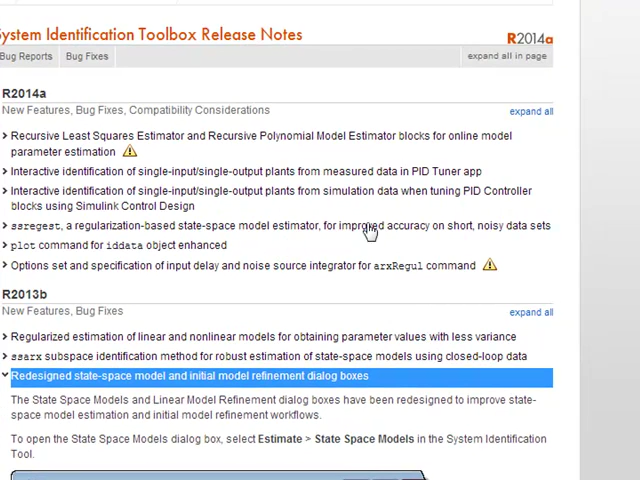 System Identification Toolbox Release Notes
R2014a
Bug Reports Bug Fixes expand all in page
R2014a
New Features, Bug Fixes, Compatibility Considerations expand all
Recursive Least Squares Estimator and Recursive Polynomial Model Estimator blocks for online model
parameter estimation
Interactive identification of single-input/single-output plants from measured data in PID Tuner app
Interactive identification of single-input/single-output plants from simulation data when tuning PID Controller
blocks using Simulink Control Design
ssregest, a regularization-based state-space model estimator, for improved accuracy on short, noisy data sets
plot command for iddata object enhanced
Options set and specification of input delay and noise source integrator for arxRegul command
R2013b
New Features, Bug Fixes expand all
Regularized estimation of linear and nonlinear models for obtaining parameter values with less variance
ssarx subspace identification method for robust estimation of state-space models using closed-loop data
Redesigned state-space model and initial model refinement dialog boxes
The State Space Models and Linear Model Refinement dialog boxes have been redesigned to improve state-
space model estimation and initial model refinement workflows.
To open the State Space Models dialog box, select Estimate > State Space Models in the System Identification
Tool.